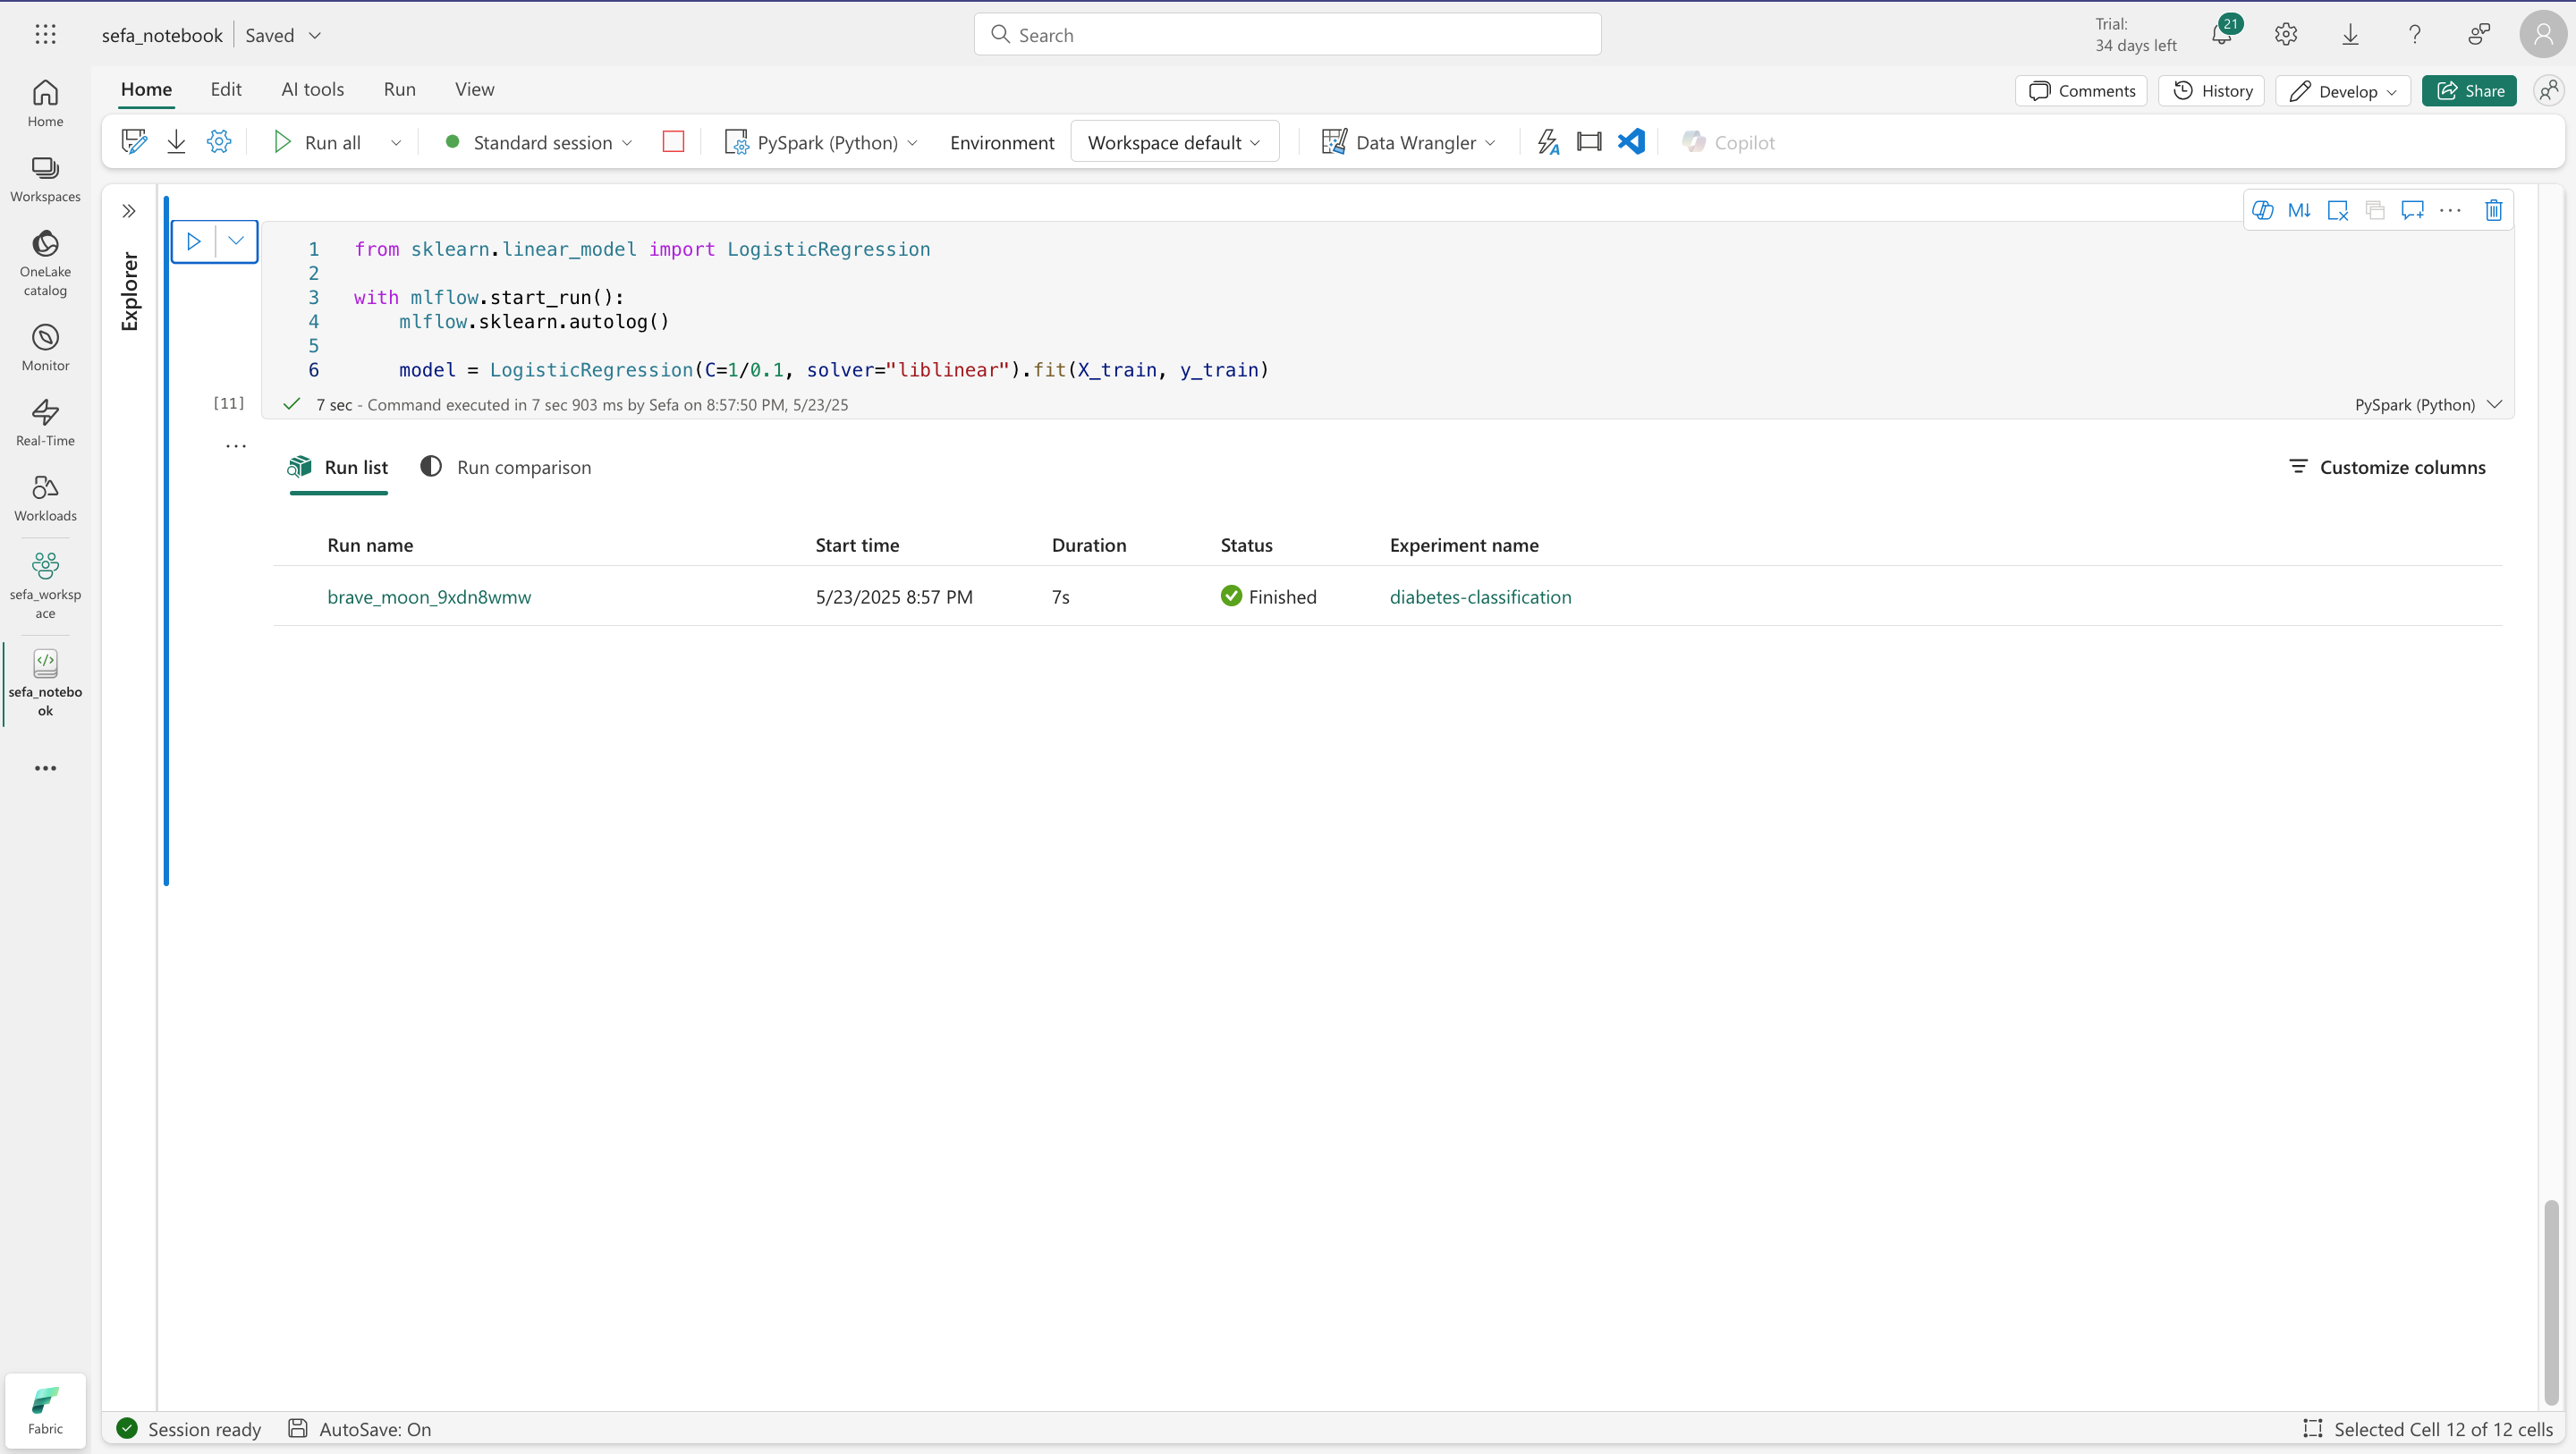 sefa_notebook Saved
Search
Trial:
34 days left
21
Home Edit AI tools Run View
Comments History Develop Share
Run all Standard session PySpark (Python) Environment Workspace default Data Wrangler Copilot
Home
Workspaces
OneLake
catalog
Monitor
Real-Time
Workloads
sefa_worksp
ace
sefa_notebo
ok
Fabric
Explorer
M↓
1 from sklearn.linear_model import LogisticRegression
2
3 with mlflow.start_run():
4 mlflow.sklearn.autolog()
5
6 model = LogisticRegression(C=1/0.1, solver="liblinear").fit(X_train, y_train)
[11] 7 sec - Command executed in 7 sec 903 ms by Sefa on 8:57:50 PM, 5/23/25 PySpark (Python)
Run list Run comparison Customize columns
Run name Start time Duration Status Experiment name
brave_moon_9xdn8wmw 5/23/2025 8:57 PM 7s Finished diabetes-classification
Session ready AutoSave: On Selected Cell 12 of 12 cells